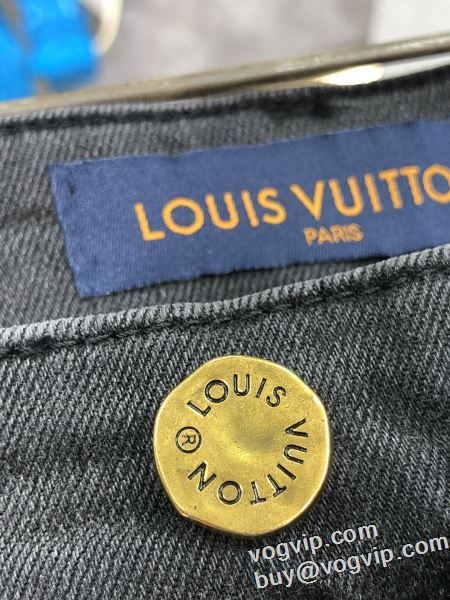 LOUIS VUITTO
PARIS
LOUIS VUITTON ®
vogvip.com
buy@vogvip.com